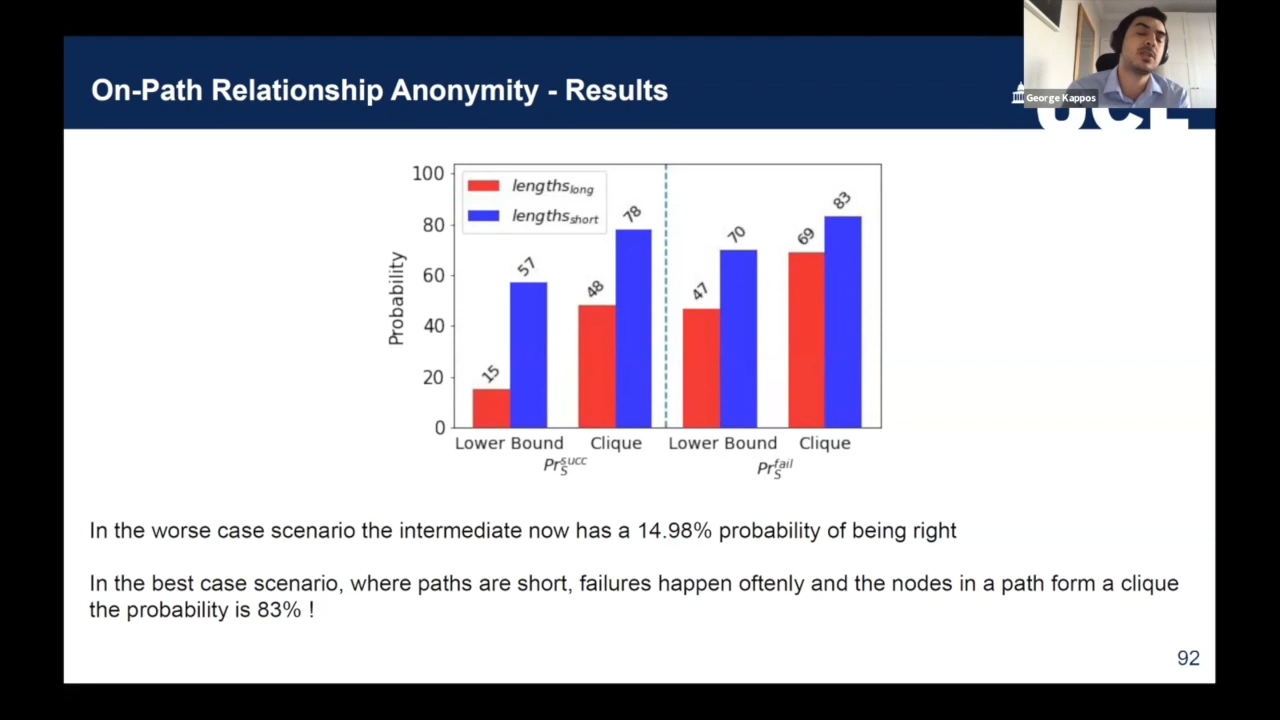 On-Path Relationship Anonymity - Results
George Kappos
UCL
100
80
60
40
20
0
Probability
lengths_long
lengths_short
15
57
48
78
47
70
69
83
Lower Bound
Clique
Lower Bound
Clique
Pr_S^succ
Pr_S^fail
In the worse case scenario the intermediate now has a 14.98% probability of being right
In the best case scenario, where paths are short, failures happen oftenly and the nodes in a path form a clique
the probability is 83% !
92